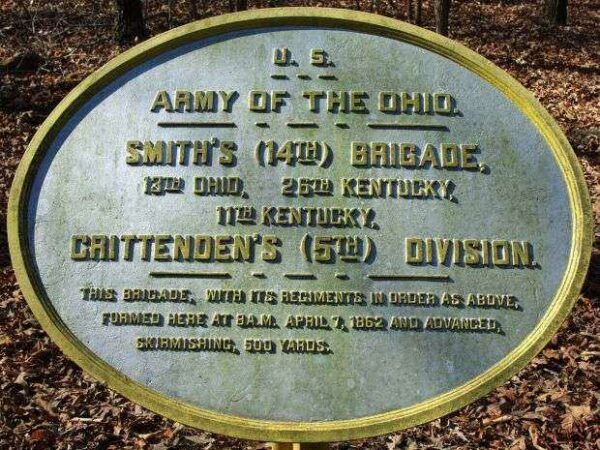 U. S.
ARMY OF THE OHIO.
SMITH'S (14TH) BRIGADE,
13TH OHIO, 26TH KENTUCKY,
11TH KENTUCKY,
CRITTENDEN'S (5TH) DIVISION.
THIS BRIGADE, WITH ITS REGIMENTS IN ORDER AS ABOVE,
FORMED HERE AT 8 A.M. APRIL 7, 1862 AND ADVANCED,
SKIRMISHING, 500 YARDS.